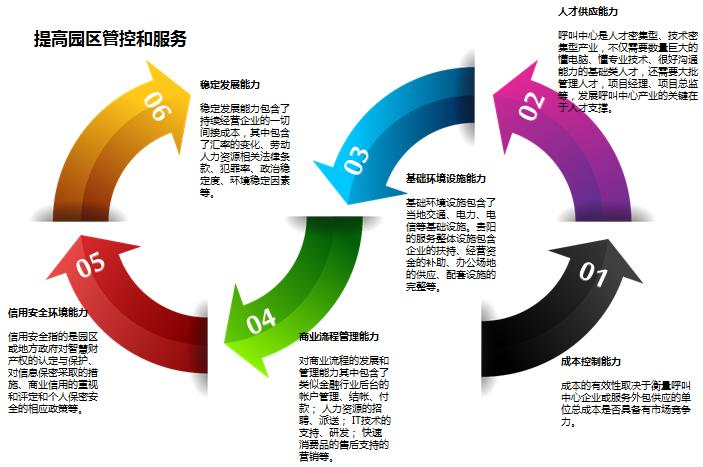 提高园区管控和服务
人才供应能力
呼叫中心是人才密集型、技术密
集型产业，不仅需要数量巨大的
懂电脑、懂专业技术、很好沟通
能力的基础类人才，还需要大批
管理人才，项目经理、项目总监
等，发展呼叫中心产业的关键在
于人才支撑。
稳定发展能力
稳定发展能力包含了
持续经营企业的一切
间接成本，其中包含
了汇率的变化、劳动
人力资源相关法律条
款、犯罪率、政治稳
定度、环境稳定因素
等。
06
03
02
基础环境设施能力
基础环境设施包含了
当地交通、电力、电
信等基础设施。贵阳
的服务整体设施包含
企业的扶持、经营资
金的补助、办公场地
的供应、配套设施的
完整等。
05
04
01
信用安全环境能力
信用安全指的是园区
或地方政府对智慧财
产权的认定与保护、
对信息保密采取的措
施、商业信用的重视
和评定和个人保密安
全的相应政策等。
商业流程管理能力
对商业流程的发展和
管理能力其中包含了
类似金融行业后台的
帐户管理、结帐、付
款； 人力资源的招
聘、派送； IT技术的
支持、研发； 快速
消费品的售后支持的
营销等。
成本控制能力
成本的有效性取决于衡量呼叫
中心企业或服务外包供应的单
位总成本是否具备有市场竞争
力。